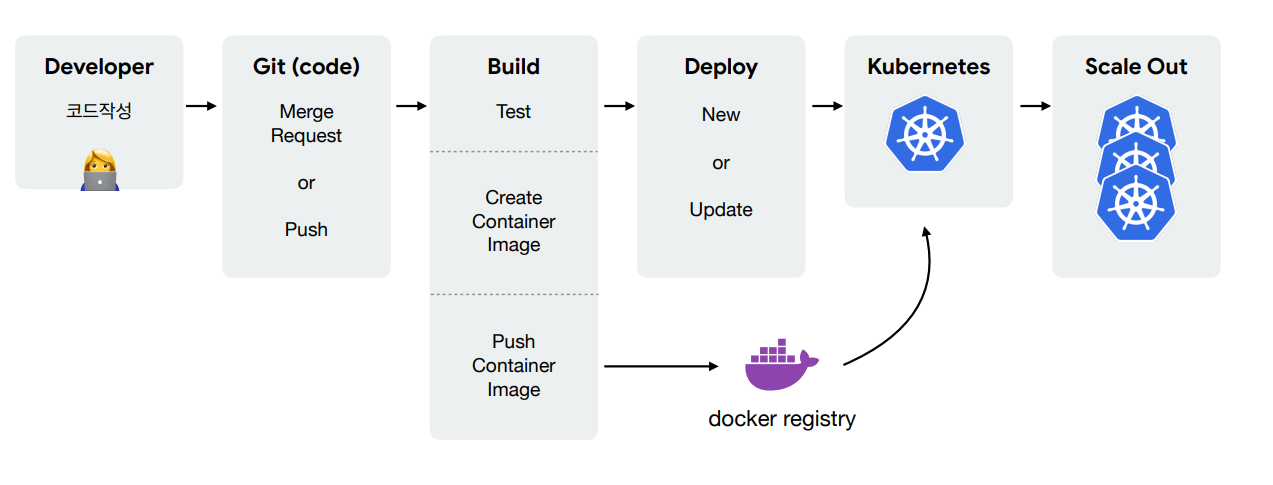 Developer
코드작성
Git (code)
Merge
Request
or
Push
Build
Test
Create
Container
Image
Push
Container
Image
Deploy
New
or
Update
Kubernetes
Scale Out
docker registry